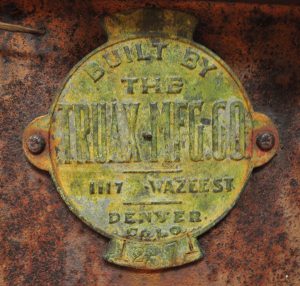 BUILT BY
THE
TRUAX·MFG·CO.
1117 WAZEE ST.
DENVER
COLO.